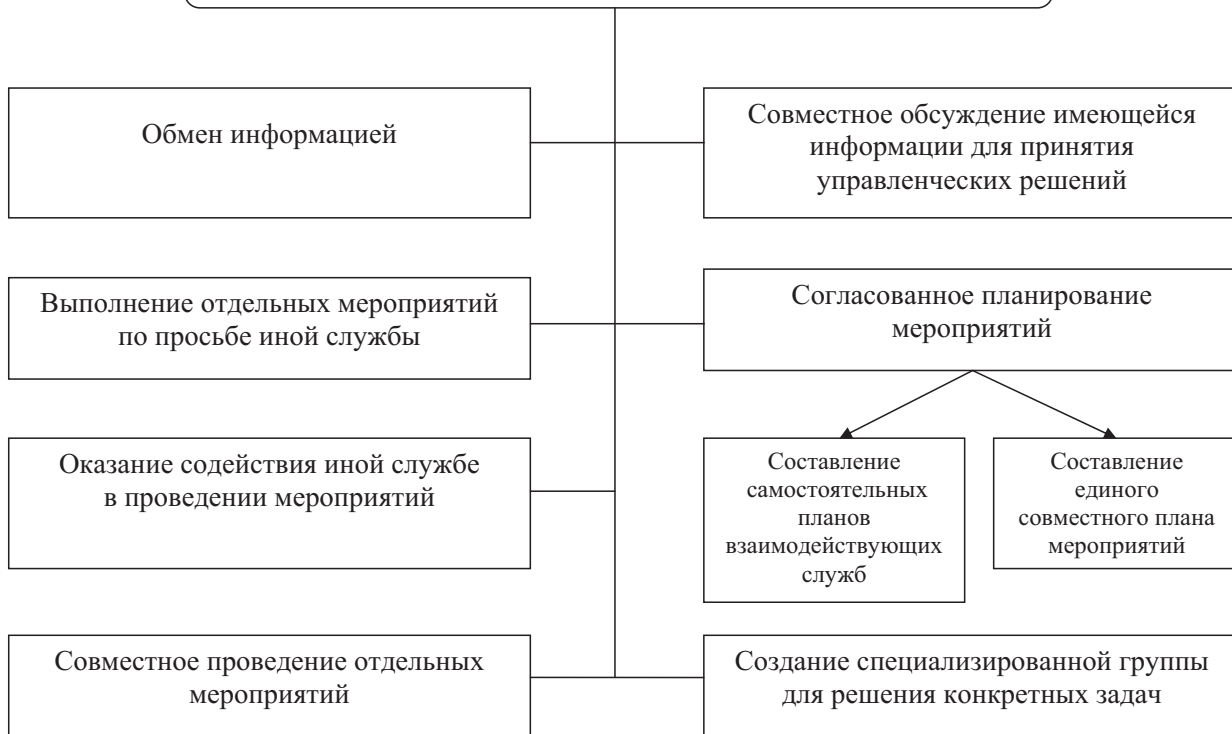 Обмен информацией
Совместное обсуждение имеющейся
информации для принятия
управленческих решений
Выполнение отдельных мероприятий
по просьбе иной службы
Согласованное планирование
мероприятий
Оказание содействия иной службе
в проведении мероприятий
Составление
самостоятельных
планов
взаимодействующих
служб
Составление
единого
совместного плана
мероприятий
Совместное проведение отдельных
мероприятий
Создание специализированной группы
для решения конкретных задач